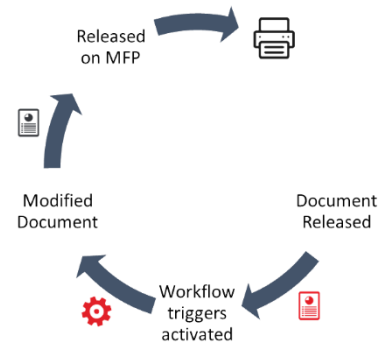 Released
on MFP
Modified
Document
Document
Released
Workflow
triggers
activated